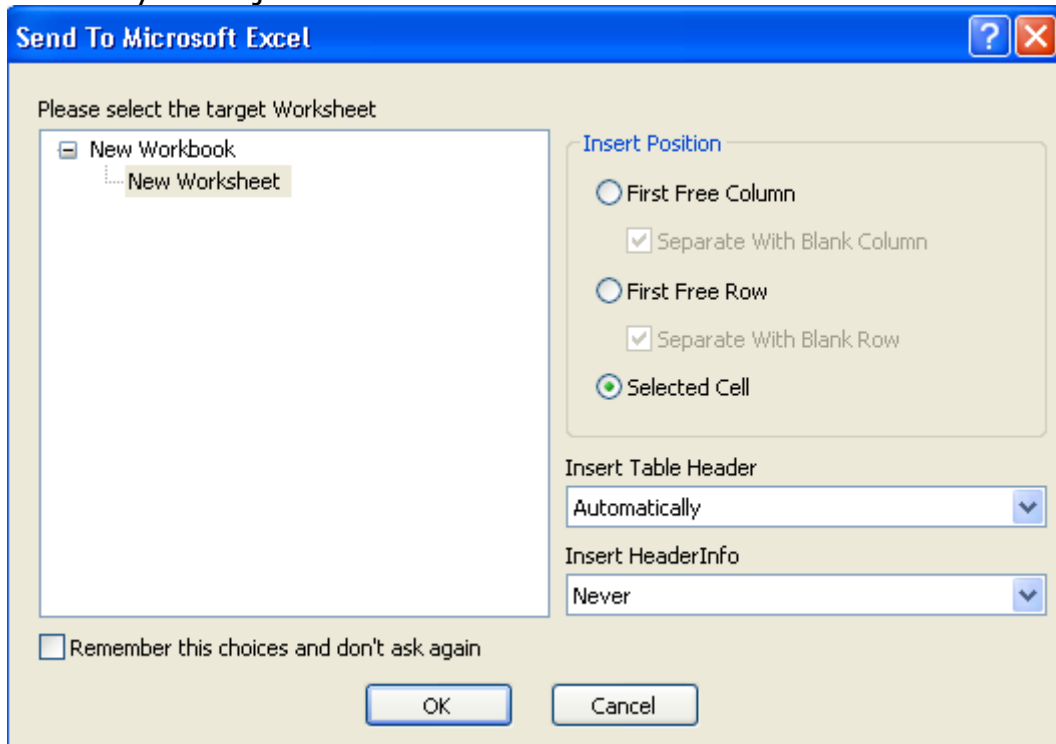 Send To Microsoft Excel
Please select the target Worksheet
New Workbook
New Worksheet
Insert Position
First Free Column
Separate With Blank Column
First Free Row
Separate With Blank Row
Selected Cell
Insert Table Header
Automatically
Insert HeaderInfo
Never
Remember this choices and don't ask again
OK
Cancel